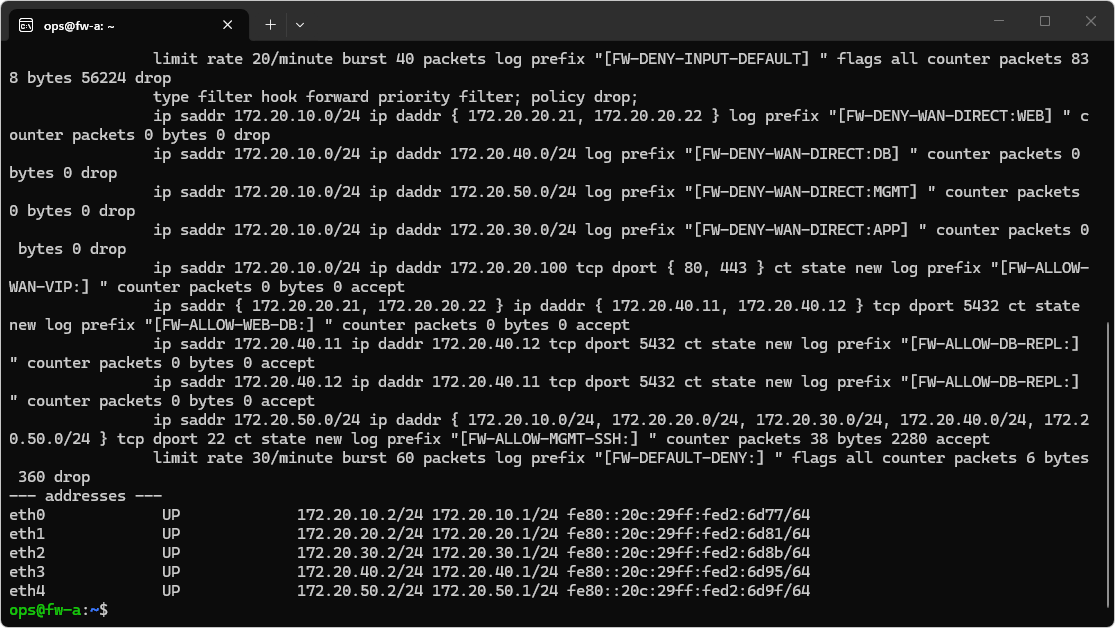 ops@fw-a: ~
limit rate 20/minute burst 40 packets log prefix "[FW-DENY-INPUT-DEFAULT] " flags all counter packets 83
8 bytes 56224 drop
type filter hook forward priority filter; policy drop;
ip saddr 172.20.10.0/24 ip daddr { 172.20.20.21, 172.20.20.22 } log prefix "[FW-DENY-WAN-DIRECT:WEB] " c
ounter packets 0 bytes 0 drop
ip saddr 172.20.10.0/24 ip daddr 172.20.40.0/24 log prefix "[FW-DENY-WAN-DIRECT:DB] " counter packets 0
bytes 0 drop
ip saddr 172.20.10.0/24 ip daddr 172.20.50.0/24 log prefix "[FW-DENY-WAN-DIRECT:MGMT] " counter packets
0 bytes 0 drop
ip saddr 172.20.10.0/24 ip daddr 172.20.30.0/24 log prefix "[FW-DENY-WAN-DIRECT:APP] " counter packets 0
bytes 0 drop
ip saddr 172.20.10.0/24 ip daddr 172.20.20.100 tcp dport { 80, 443 } ct state new log prefix "[FW-ALLOW-
WAN-VIP:] " counter packets 0 bytes 0 accept
ip saddr { 172.20.20.21, 172.20.20.22 } ip daddr { 172.20.40.11, 172.20.40.12 } tcp dport 5432 ct state
new log prefix "[FW-ALLOW-WEB-DB:] " counter packets 0 bytes 0 accept
ip saddr 172.20.40.11 ip daddr 172.20.40.12 tcp dport 5432 ct state new log prefix "[FW-ALLOW-DB-REPL:]
" counter packets 0 bytes 0 accept
ip saddr 172.20.40.12 ip daddr 172.20.40.11 tcp dport 5432 ct state new log prefix "[FW-ALLOW-DB-REPL:]
" counter packets 0 bytes 0 accept
ip saddr 172.20.50.0/24 ip daddr { 172.20.10.0/24, 172.20.20.0/24, 172.20.30.0/24, 172.20.40.0/24, 172.2
0.50.0/24 } tcp dport 22 ct state new log prefix "[FW-ALLOW-MGMT-SSH:] " counter packets 38 bytes 2280 accept
limit rate 30/minute burst 60 packets log prefix "[FW-DEFAULT-DENY:] " flags all counter packets 6 bytes
360 drop
--- addresses ---
eth0 UP 172.20.10.2/24 172.20.10.1/24 fe80::20c:29ff:fed2:6d77/64
eth1 UP 172.20.20.2/24 172.20.20.1/24 fe80::20c:29ff:fed2:6d81/64
eth2 UP 172.20.30.2/24 172.20.30.1/24 fe80::20c:29ff:fed2:6d8b/64
eth3 UP 172.20.40.2/24 172.20.40.1/24 fe80::20c:29ff:fed2:6d95/64
eth4 UP 172.20.50.2/24 172.20.50.1/24 fe80::20c:29ff:fed2:6d9f/64
ops@fw-a:~$